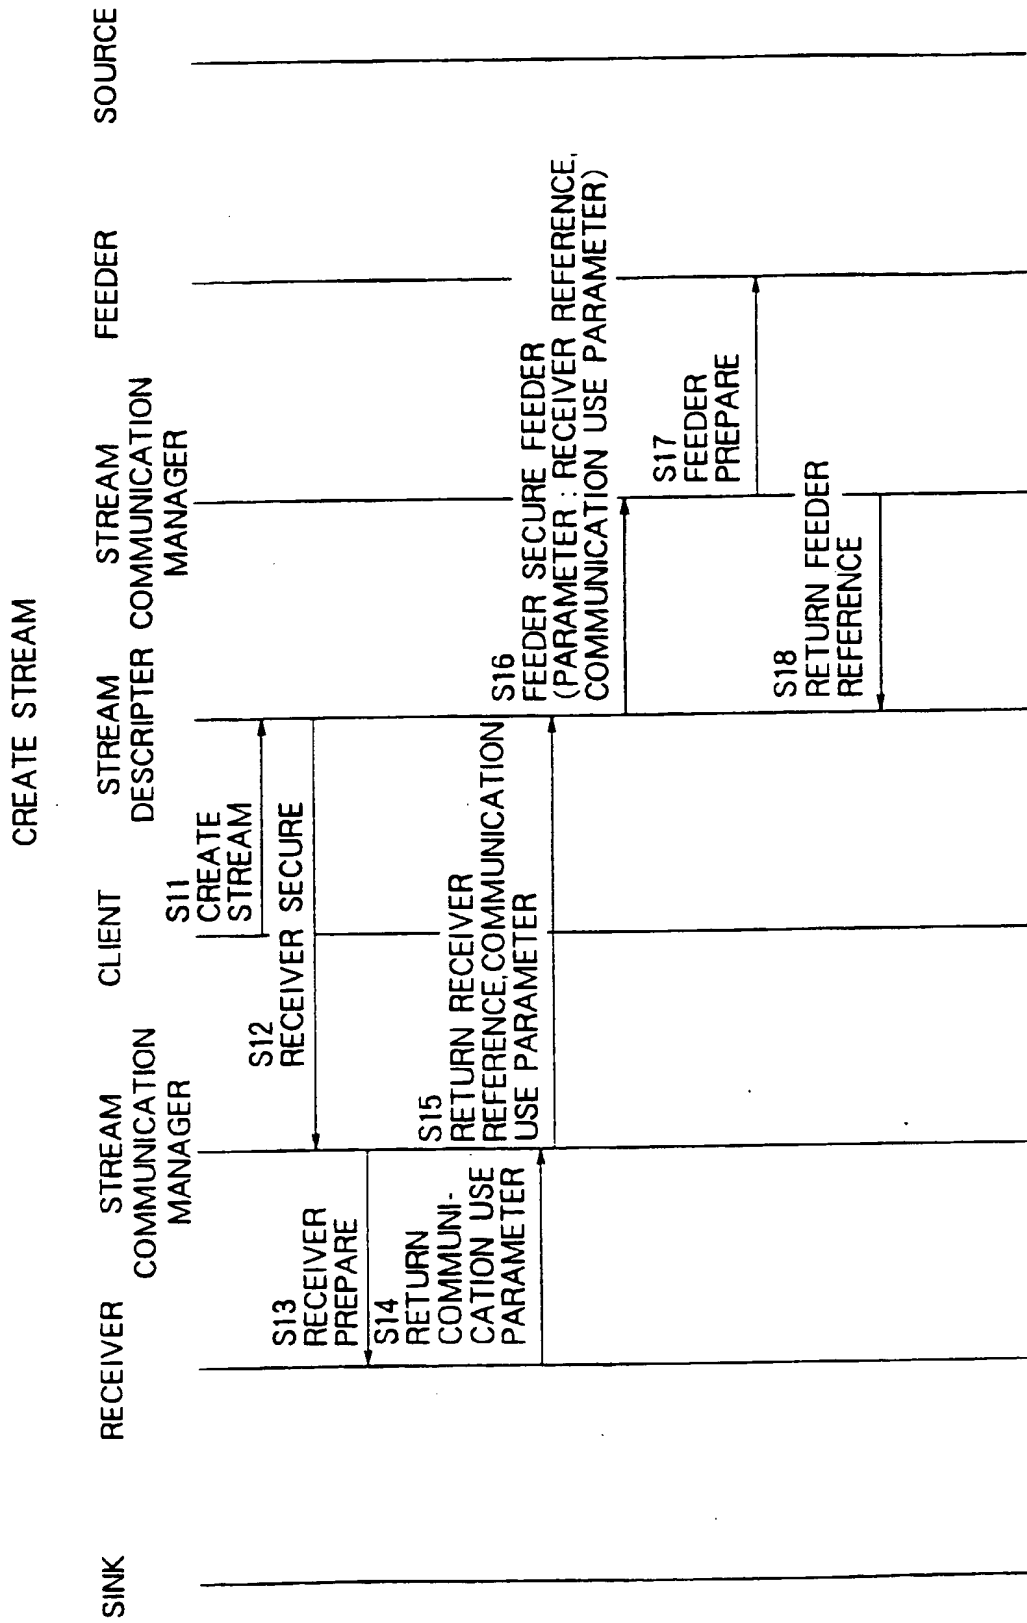 CREATE STREAM
SINK
RECEIVER
STREAM
COMMUNICATION
MANAGER
CLIENT
STREAM
DESCRIPTER
STREAM
COMMUNICATION
MANAGER
FEEDER
SOURCE
S11
CREATE
STREAM
S12
RECEIVER SECURE
S13
RECEIVER
PREPARE
S14
RETURN
COMMUNI-
CATION USE
PARAMETER
S15
RETURN RECEIVER
REFERENCE,COMMUNICATION
USE PARAMETER
S16
FEEDER SECURE FEEDER
(PARAMETER : RECEIVER REFERENCE,
COMMUNICATION USE PARAMETER)
S17
FEEDER
PREPARE
S18
RETURN FEEDER
REFERENCE